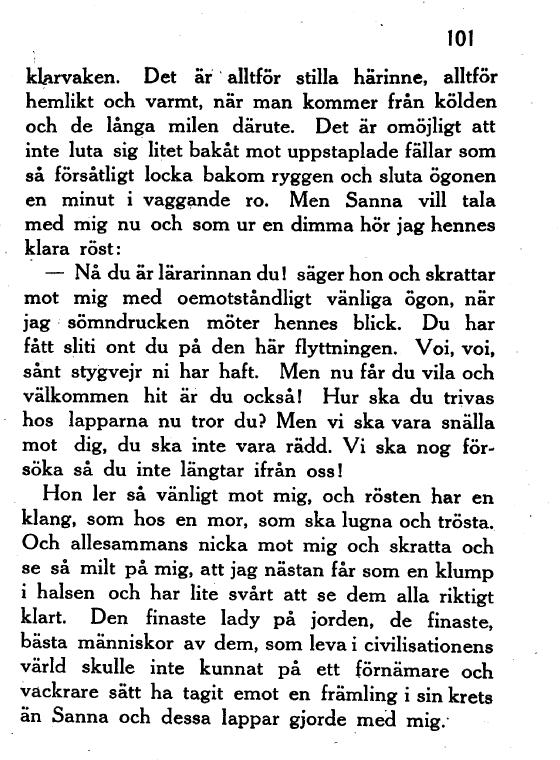 101
klarvaken. Det är alltför stilla härinne, alltför
hemlikt och varmt, när man kommer från kölden
och de långa milen därute. Det är omöjligt att
inte luta sig litet bakåt mot uppstaplade fällar som
så försåtligt locka bakom ryggen och sluta ögonen
en minut i vaggande ro. Men Sanna vill tala
med mig nu och som ur en dimma hör jag hennes
klara röst:
— Nå du är lärarinnan du! säger hon och skrattar
mot mig med oemotståndligt vänliga ögon, när
jag sömndrucken möter hennes blick. Du har
fått sliti ont du på den här flyttningen. Voi, voi,
sånt stygvejr ni har haft. Men nu får du vila och
välkommen hit är du också! Hur ska du trivas
hos lapparna nu tror du? Men vi ska vara snälla
mot dig, du ska inte vara rädd. Vi ska nog för-
söka så du inte längtar ifrån oss!
Hon ler så vänligt mot mig, och rösten har en
klang, som hos en mor, som ska lugna och trösta.
Och allesammans nicka mot mig och skratta och
se så milt på mig, att jag nästan får som en klump
i halsen och har lite svårt att se dem alla riktigt
klart. Den finaste lady på jorden, de finaste,
bästa människor av dem, som leva i civilisationens
värld skulle inte kunnat på ett förnämare och
vackrare sätt ha tagit emot en främling i sin krets
än Sanna och dessa lappar gjorde med mig.